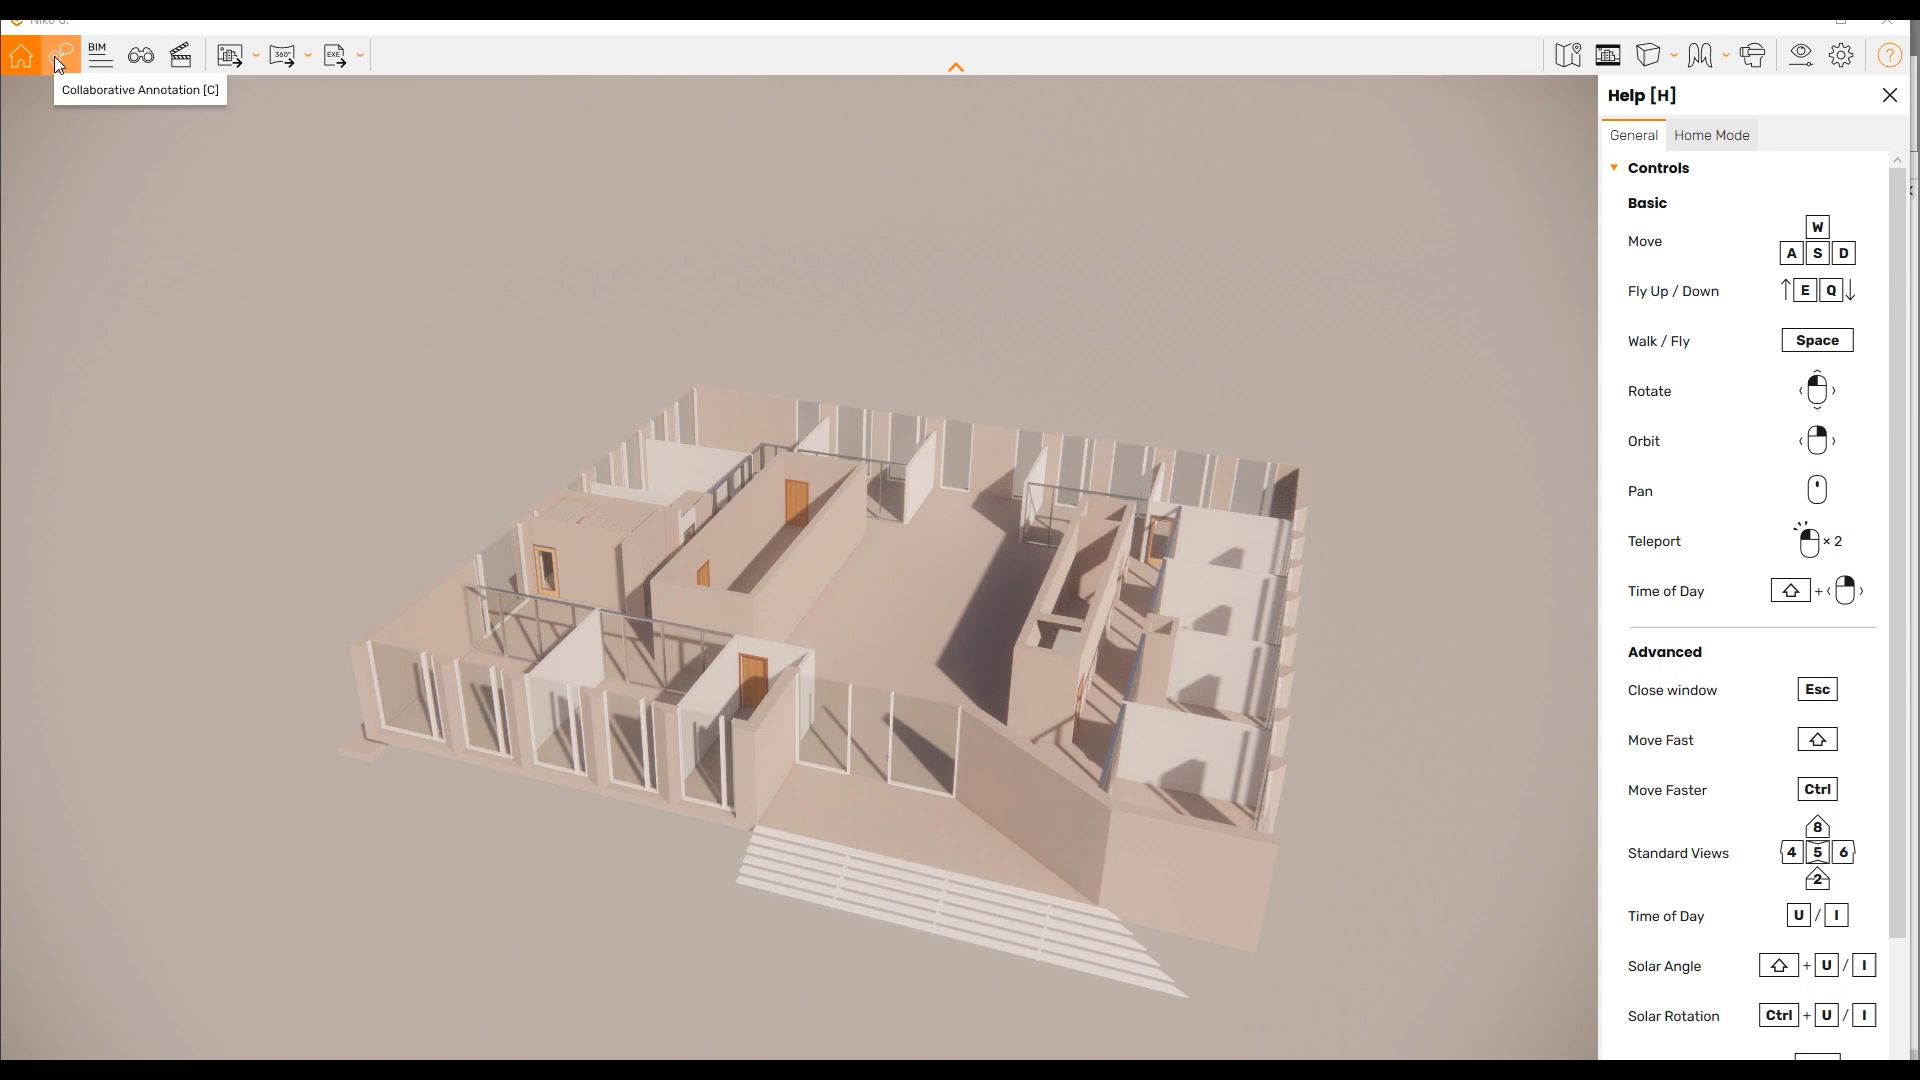 BIM
360°
EXE
?
Collaborative Annotation [C]
Help [H]
General
Home Mode
Controls
Basic
W
Move
A S D
Fly Up / Down
E Q
Walk / Fly
Space
Rotate
Orbit
Pan
Teleport
× 2
Time of Day
+
Advanced
Close window
Esc
Move Fast
Move Faster
Ctrl
8
Standard Views
4 5 6
2
Time of Day
U / I
Solar Angle
+ U / I
Solar Rotation
Ctrl + U / I